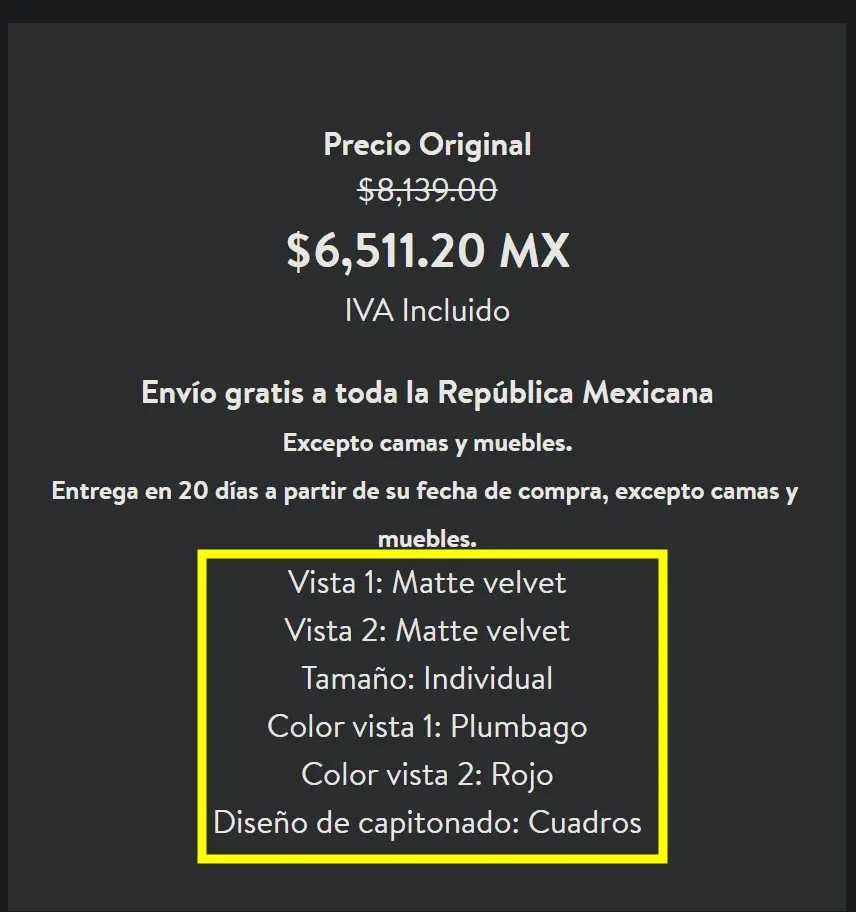 Precio Original
$8,139.00
$6,511.20 MX
IVA Incluido
Envío gratis a toda la República Mexicana
Excepto camas y muebles.
Entrega en 20 días a partir de su fecha de compra, excepto camas y
muebles.
Vista 1: Matte velvet
Vista 2: Matte velvet
Tamaño: Individual
Color vista 1: Plumbago
Color vista 2: Rojo
Diseño de capitonado: Cuadros